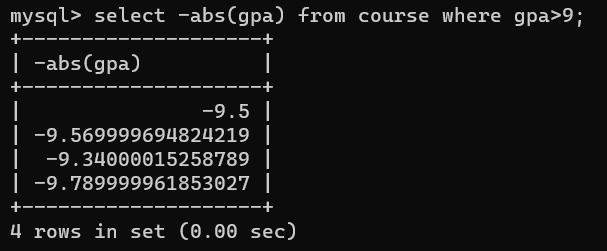 mysql> select -abs(gpa) from course where gpa>9;
+--------------------+
| -abs(gpa)          |
+--------------------+
|               -9.5 |
| -9.569999694824219 |
|  -9.34000015258789 |
| -9.789999961853027 |
+--------------------+
4 rows in set (0.00 sec)